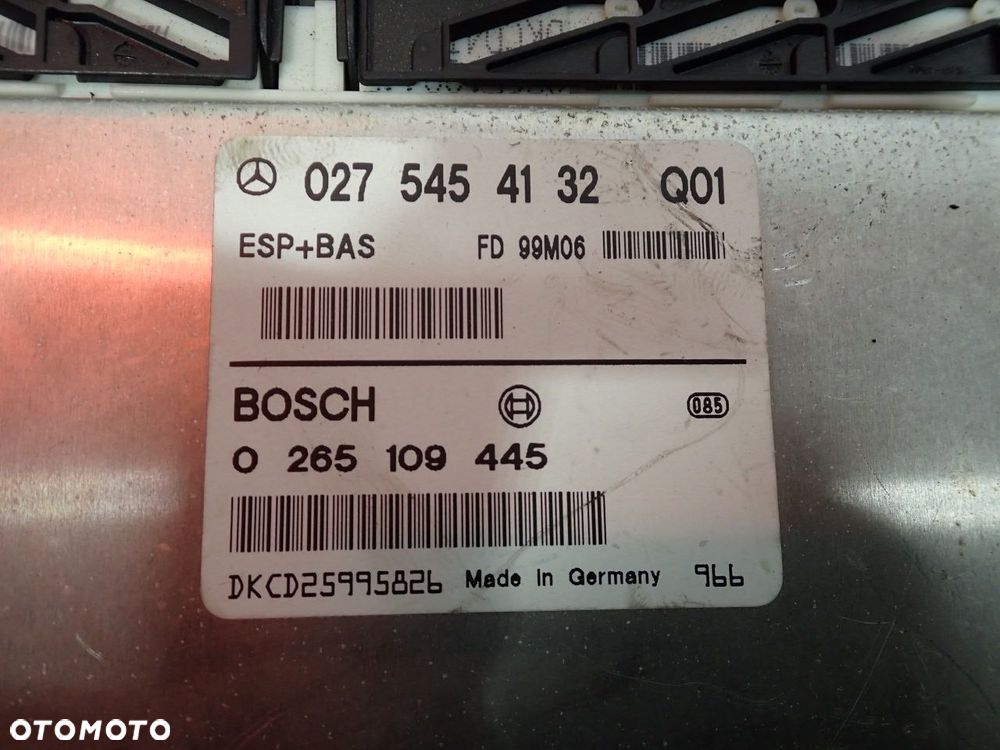 027 545 41 32 Q01
ESP+BAS FD 99M06
BOSCH 085
0 265 109 445
DKCD25995826 Made in Germany 966
OTOMOTO